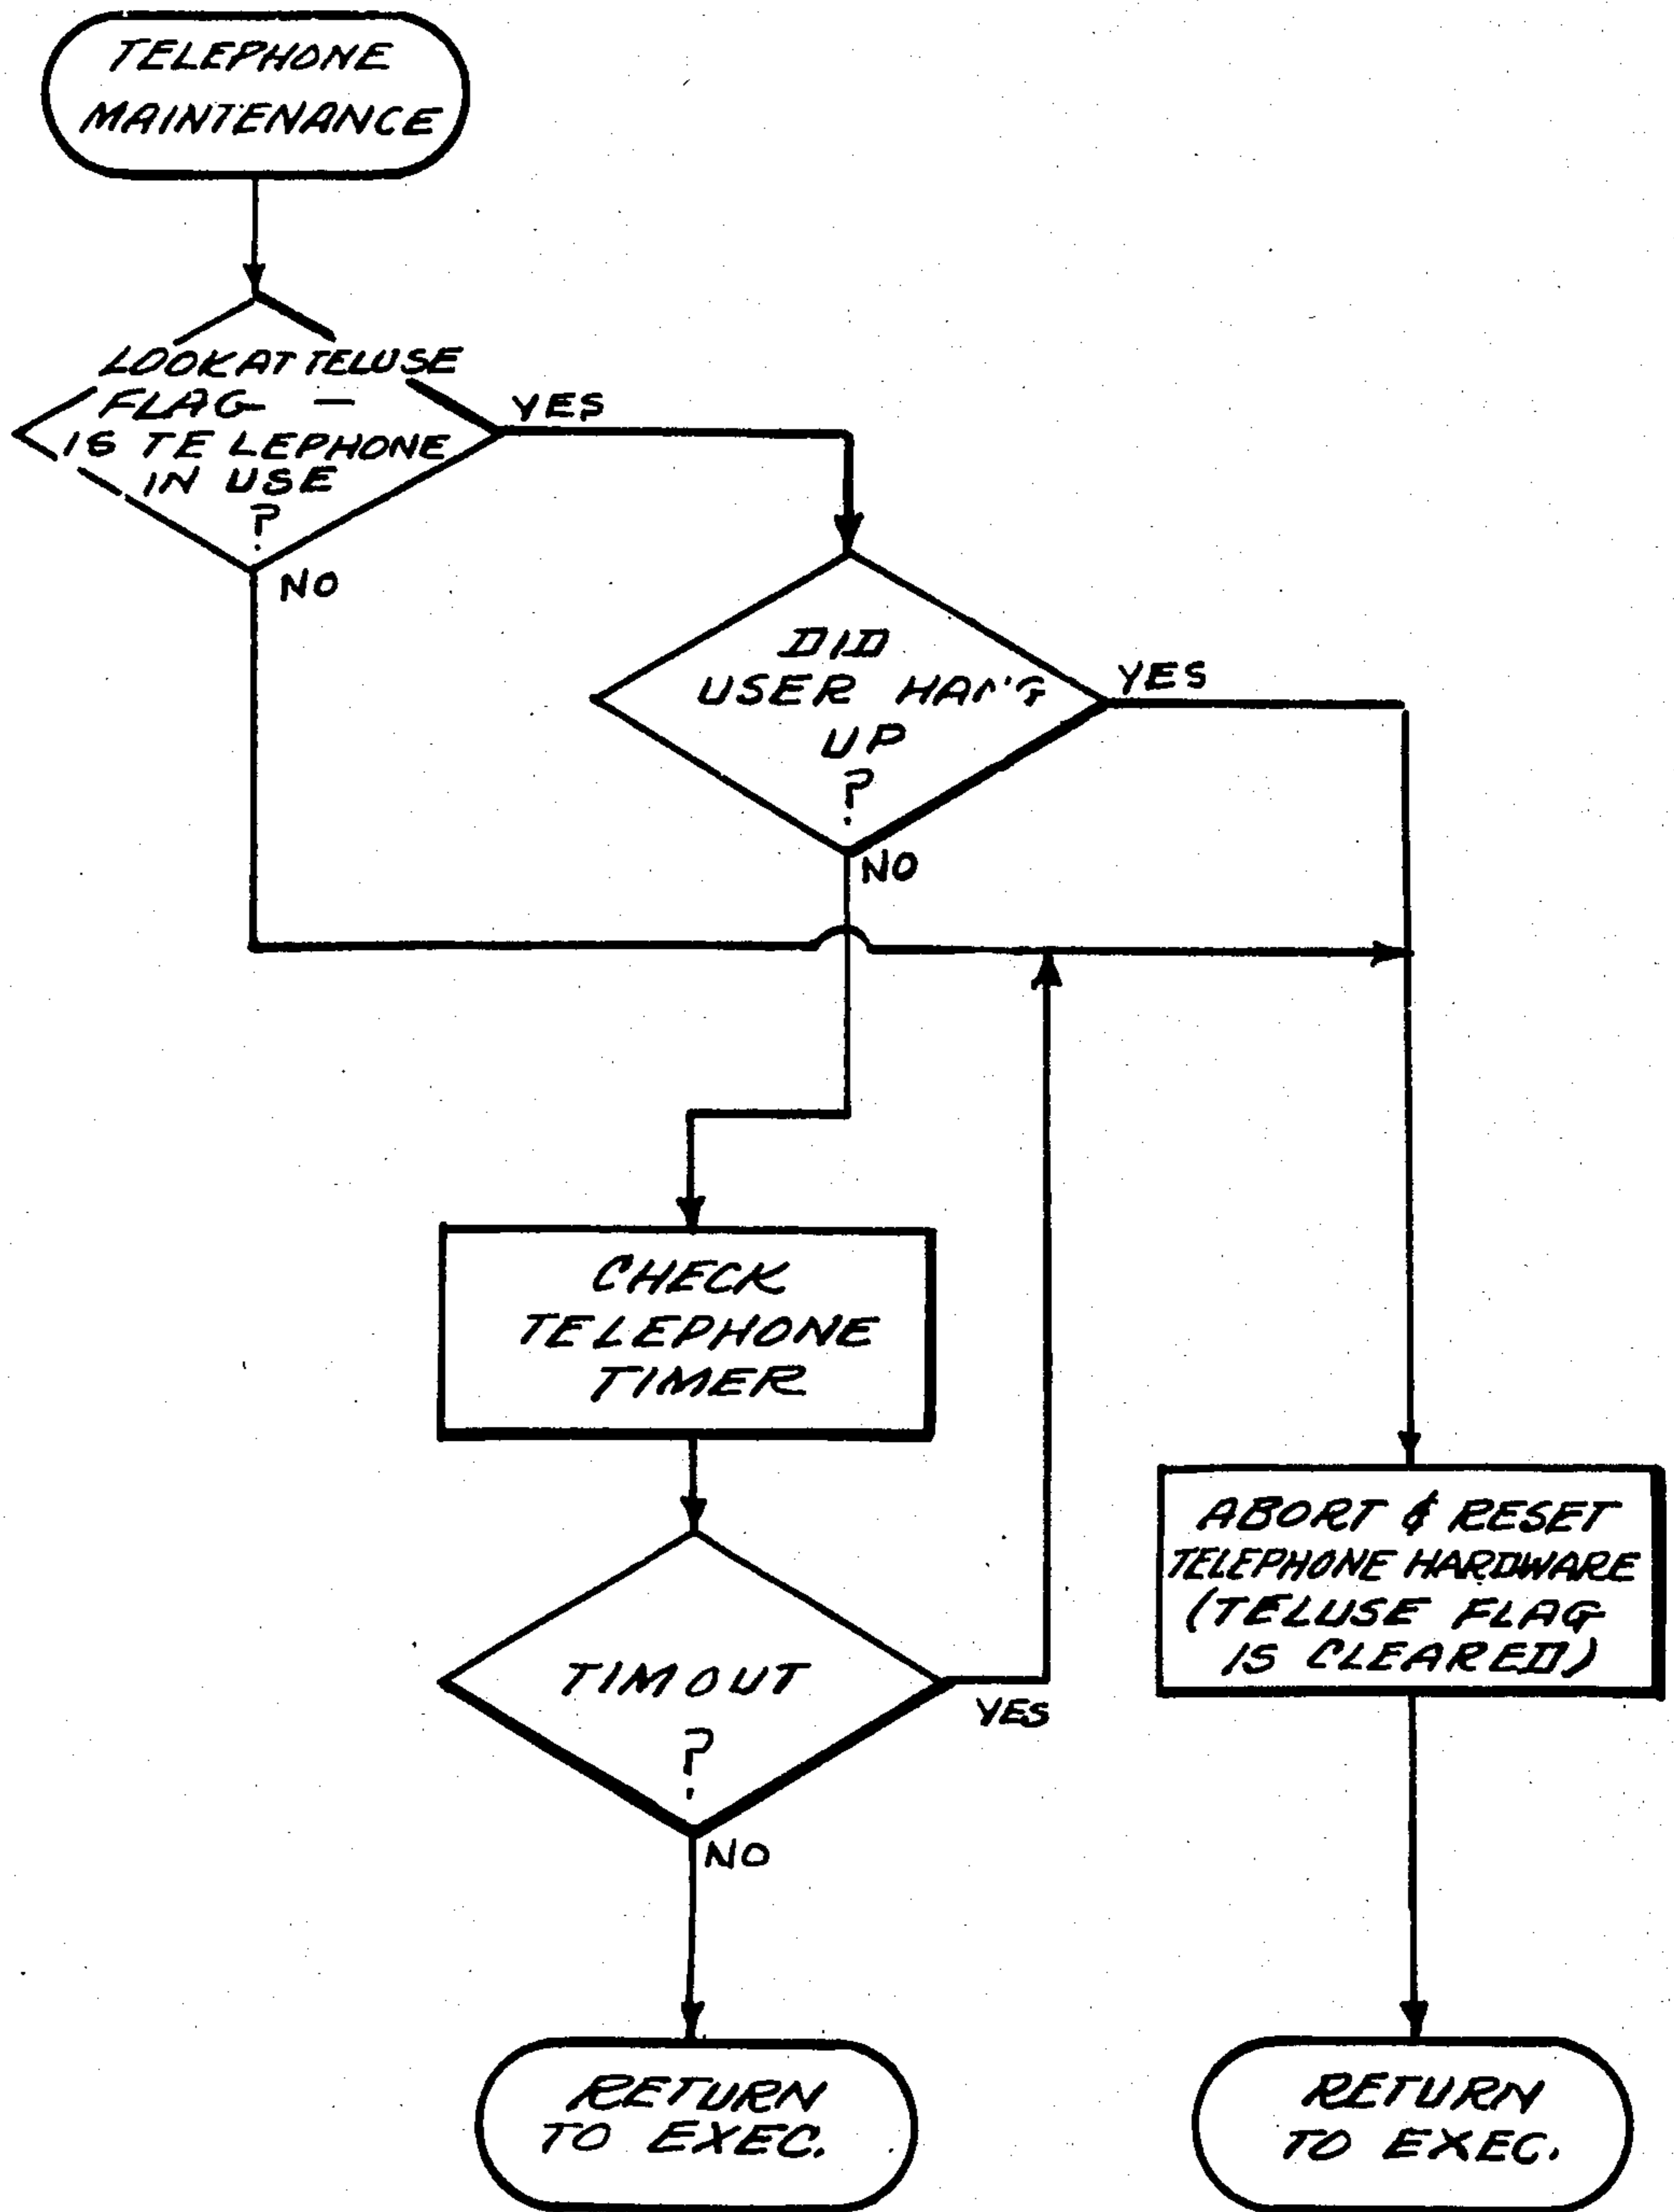 TELEPHONE
MAINTENANCE
LOOK AT TELUSE
FLAG —
IS TELEPHONE
IN USE
?
YES
NO
DID
USER HANG
UP
?
YES
NO
CHECK
TELEPHONE
TIMER
TIMOUT
?
YES
NO
ABORT & RESET
TELEPHONE HARDWARE
(TELUSE FLAG
IS CLEARED)
RETURN
TO EXEC.
RETURN
TO EXEC.